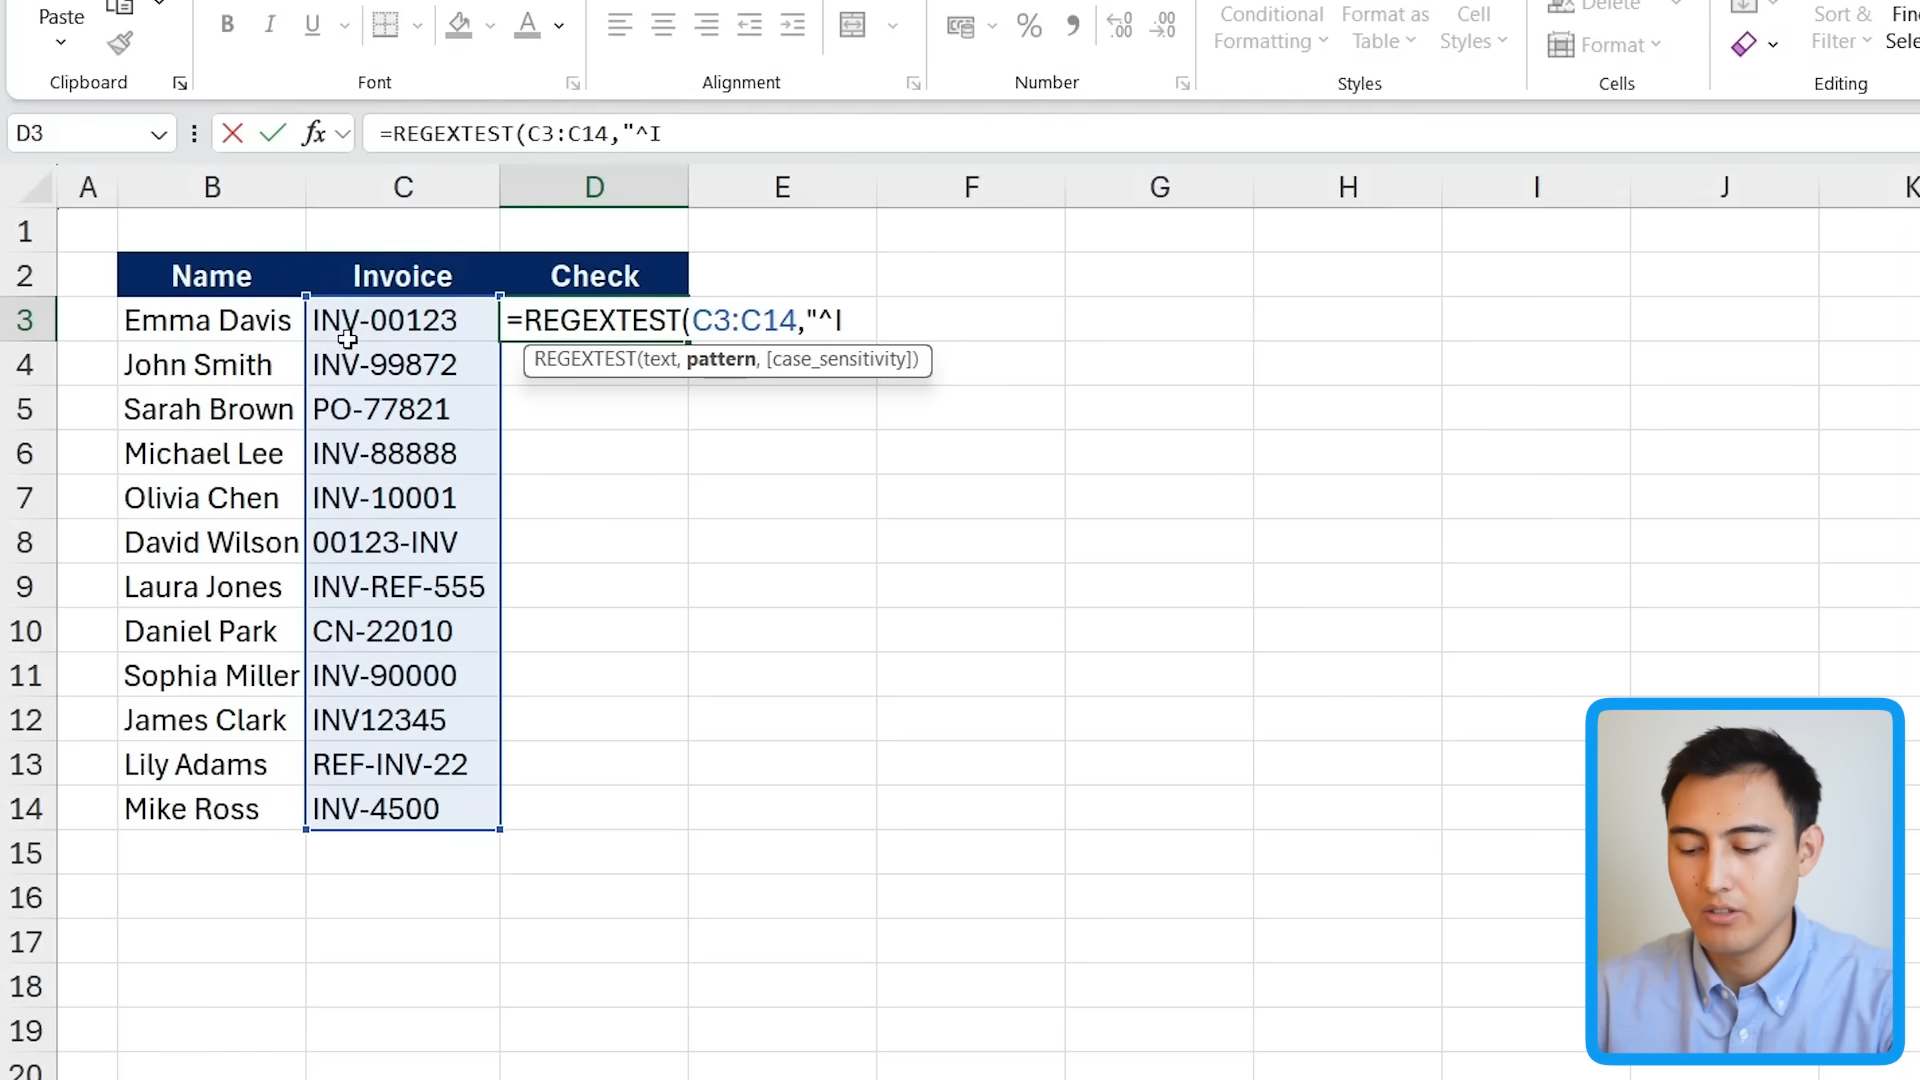 Paste
Clipboard
B I U A
Font
Alignment
% ,
.00
Number
Conditional Formatting
Format as Table
Cell Styles
Styles
Delete
Format
Cells
Sort & Filter
Editing
D3 fx =REGEXTEST(C3:C14,"^I
A B C D E F G H I J K
1
2 Name Invoice Check
3 Emma Davis INV-00123 =REGEXTEST(C3:C14,"^I
REGEXTEST(text, pattern, [case_sensitivity])
4 John Smith INV-99872
5 Sarah Brown PO-77821
6 Michael Lee INV-88888
7 Olivia Chen INV-10001
8 David Wilson 00123-INV
9 Laura Jones INV-REF-555
10 Daniel Park CN-22010
11 Sophia Miller INV-90000
12 James Clark INV12345
13 Lily Adams REF-INV-22
14 Mike Ross INV-4500
15
16
17
18
19
20